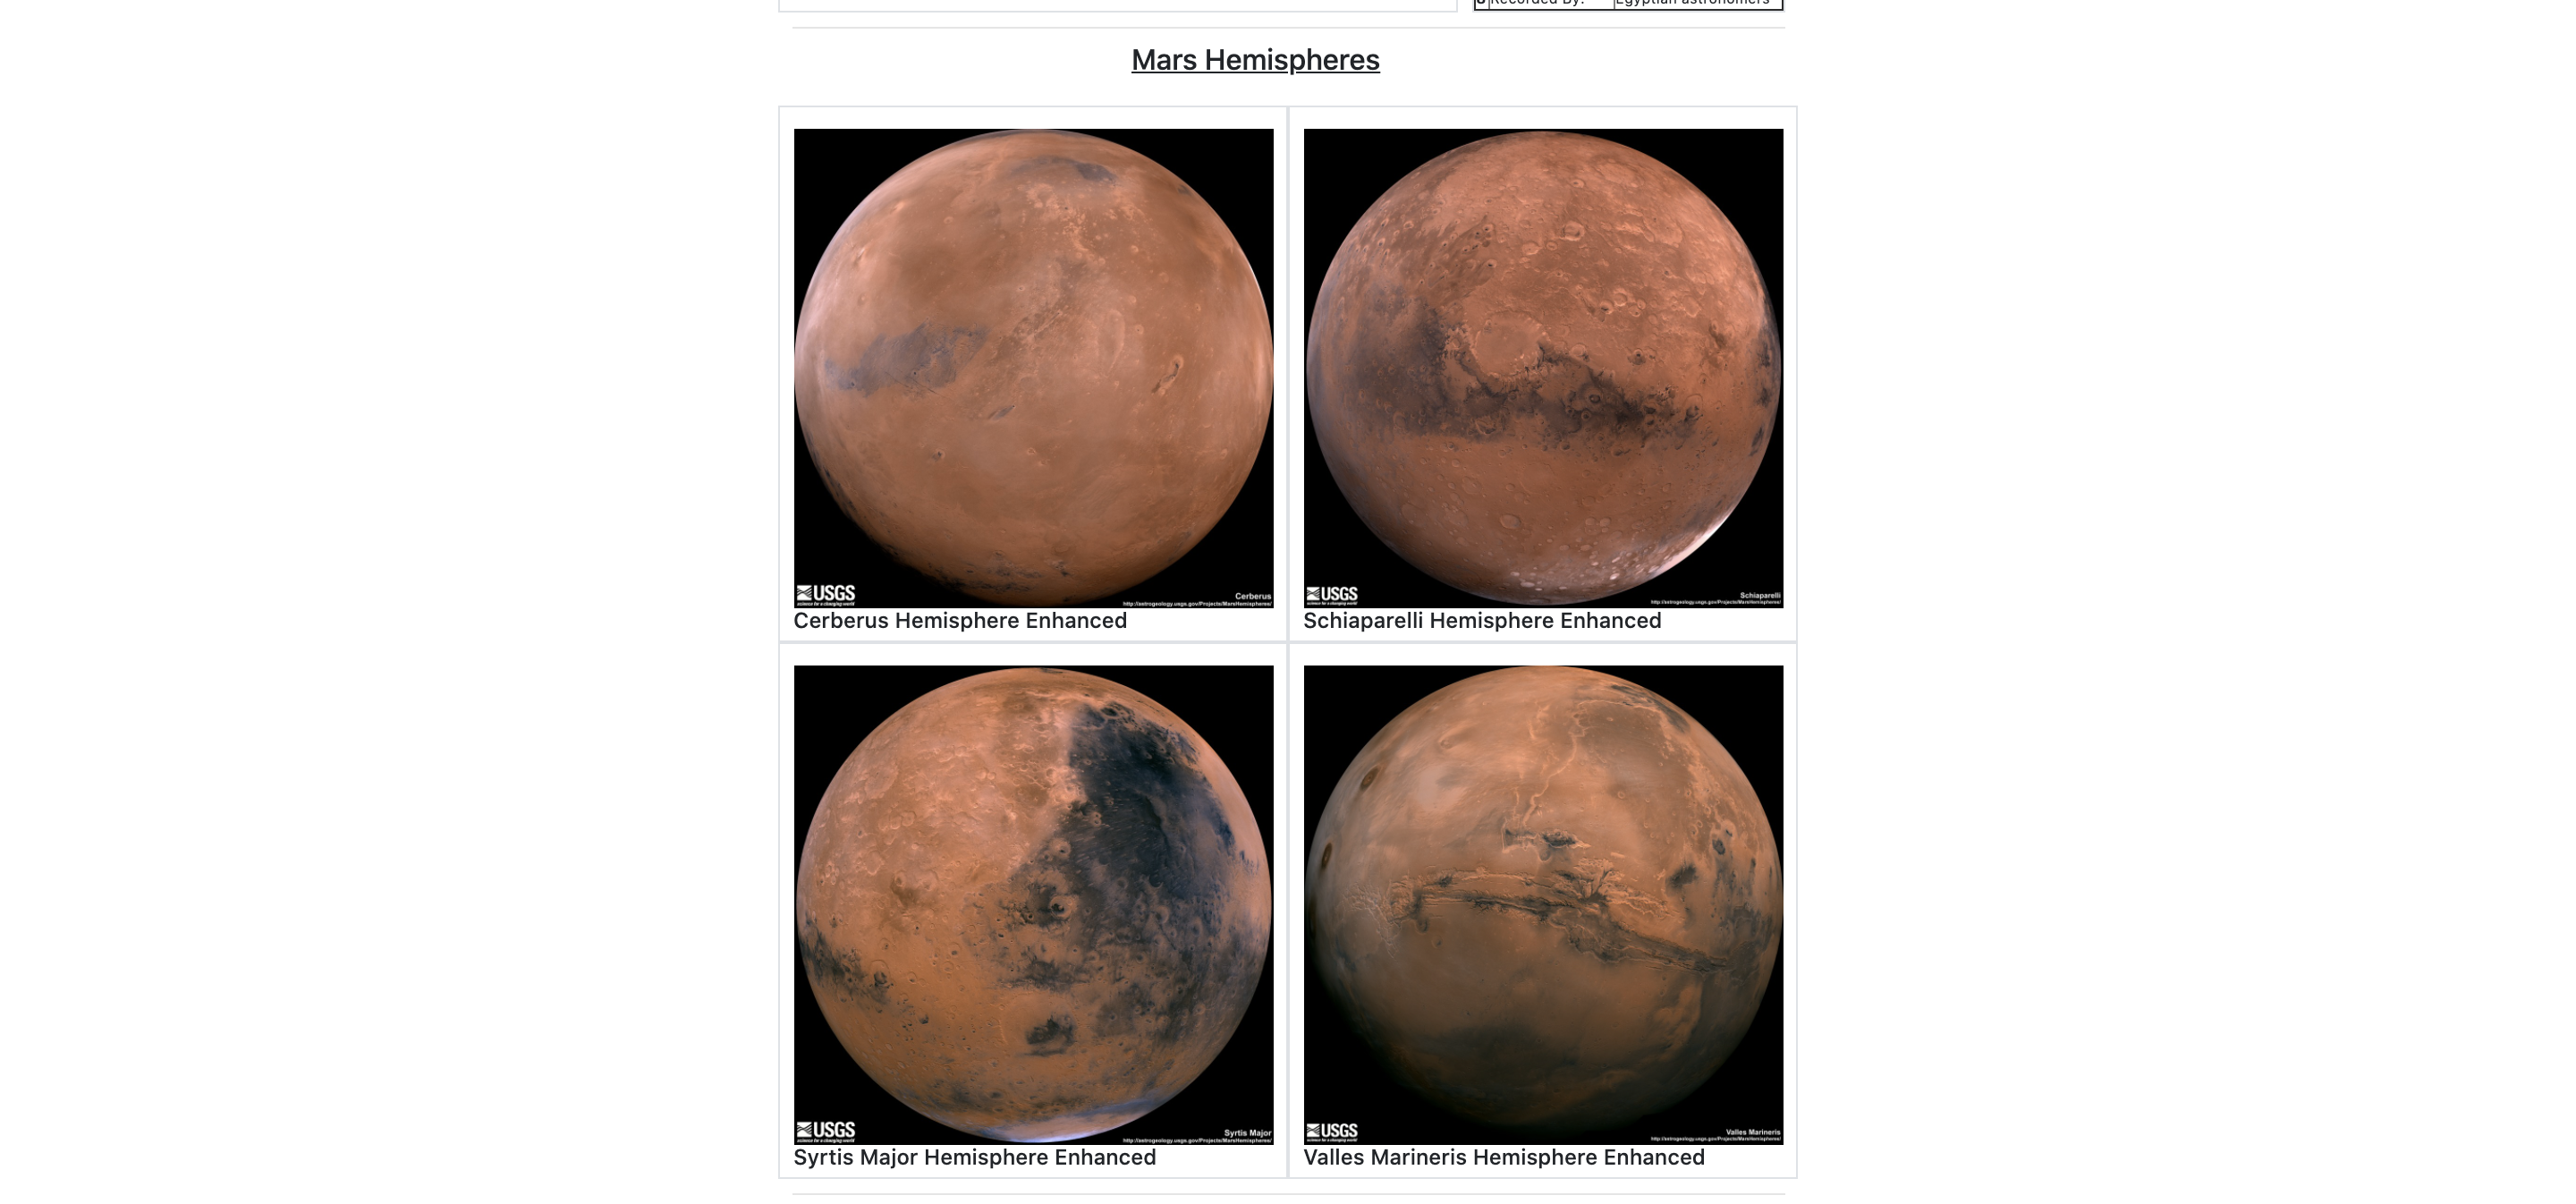 8 Recorded By: Egyptian astronomers
Mars Hemispheres
USGS
science for a changing world
Cerberus
http://astrogeology.usgs.gov/Projects/MarsHemispheres/
Cerberus Hemisphere Enhanced
USGS
science for a changing world
Schiaparelli
http://astrogeology.usgs.gov/Projects/MarsHemispheres/
Schiaparelli Hemisphere Enhanced
USGS
science for a changing world
Syrtis Major
http://astrogeology.usgs.gov/Projects/MarsHemispheres/
Syrtis Major Hemisphere Enhanced
USGS
science for a changing world
Valles Marineris
http://astrogeology.usgs.gov/Projects/MarsHemispheres/
Valles Marineris Hemisphere Enhanced